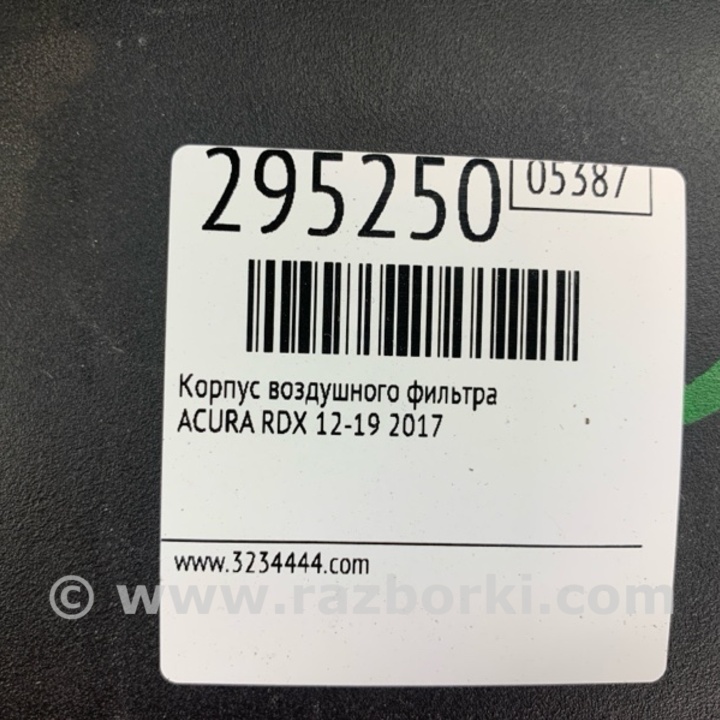 295250
05387
Корпус воздушного фильтра
ACURA RDX 12-19 2017
www.3234444.com
© www.razborki.com